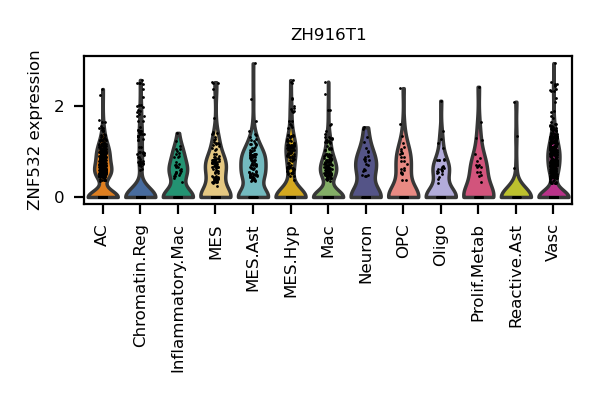 ZH916T1
ZNF532 expression
2
0
AC
Chromatin.Reg
Inflammatory.Mac
MES
MES.Ast
MES.Hyp
Mac
Neuron
OPC
Oligo
Prolif.Metab
Reactive.Ast
Vasc